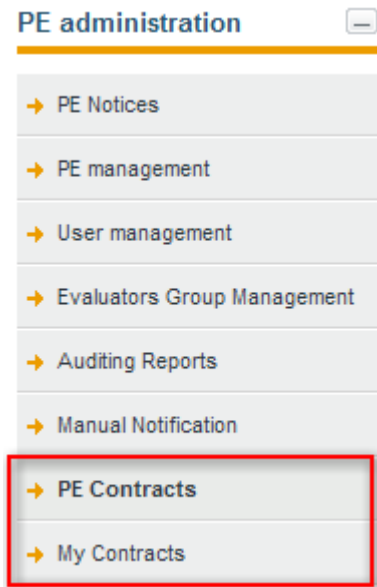 PE administration
PE Notices
PE management
User management
Evaluators Group Management
Auditing Reports
Manual Notification
PE Contracts
My Contracts